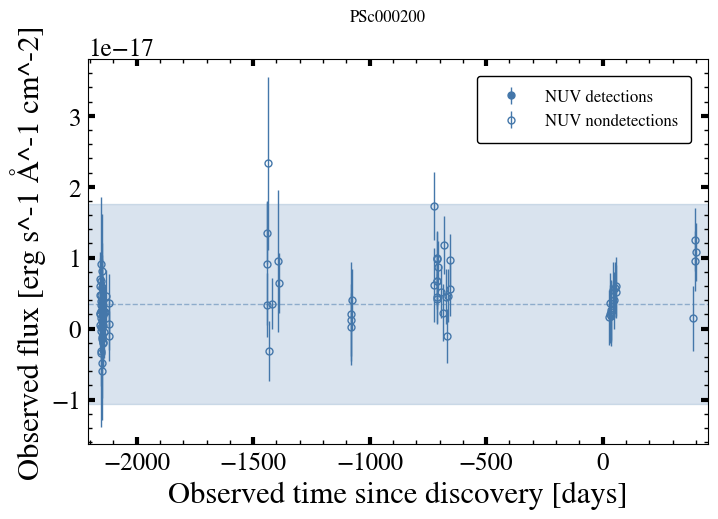 PSc000200
1e−17
NUV detections
NUV nondetections
3
2
1
0
−1
−2000
−1500
−1000
−500
0
Observed time since discovery [days]
Observed flux [erg s^-1 Å^-1 cm^-2]